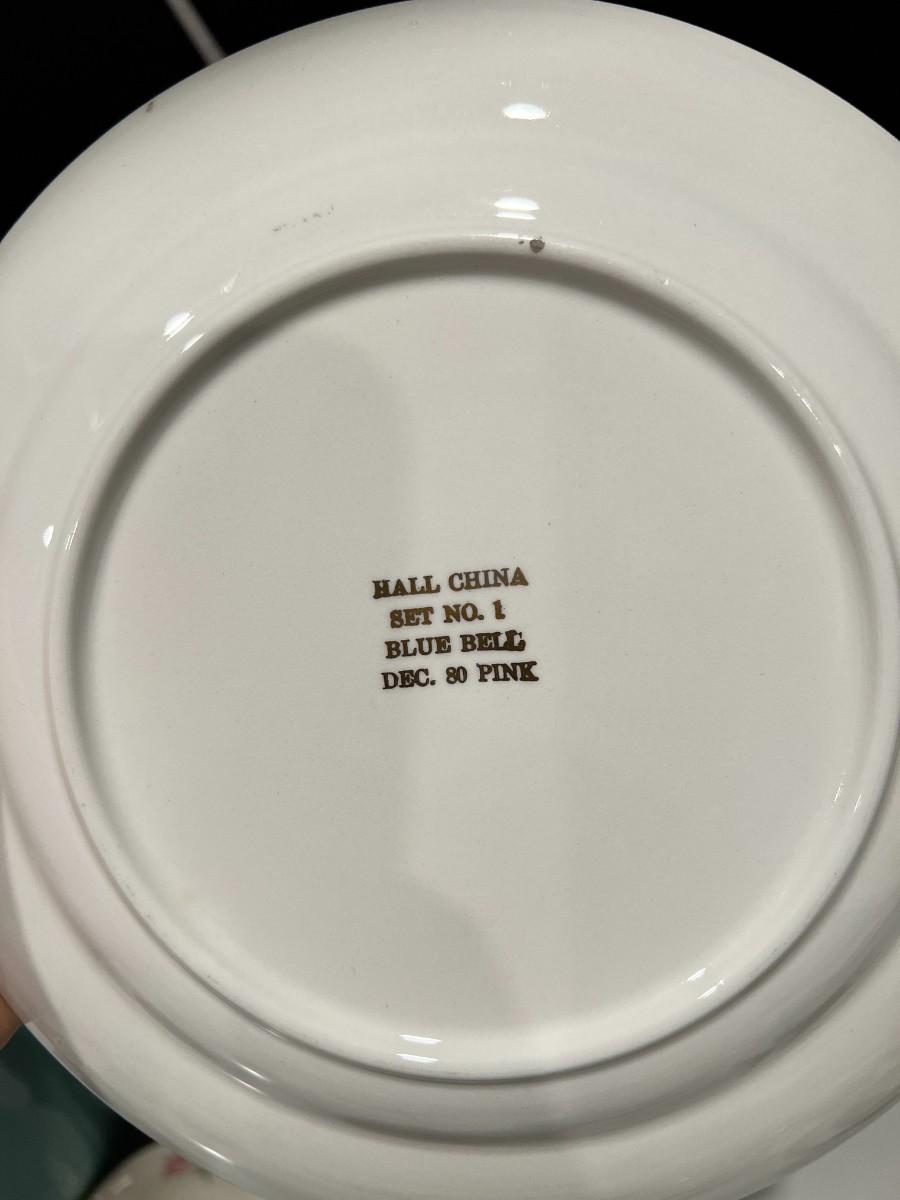 HALL CHINA
SET NO. 1
BLUE BELL
DEC. 80 PINK